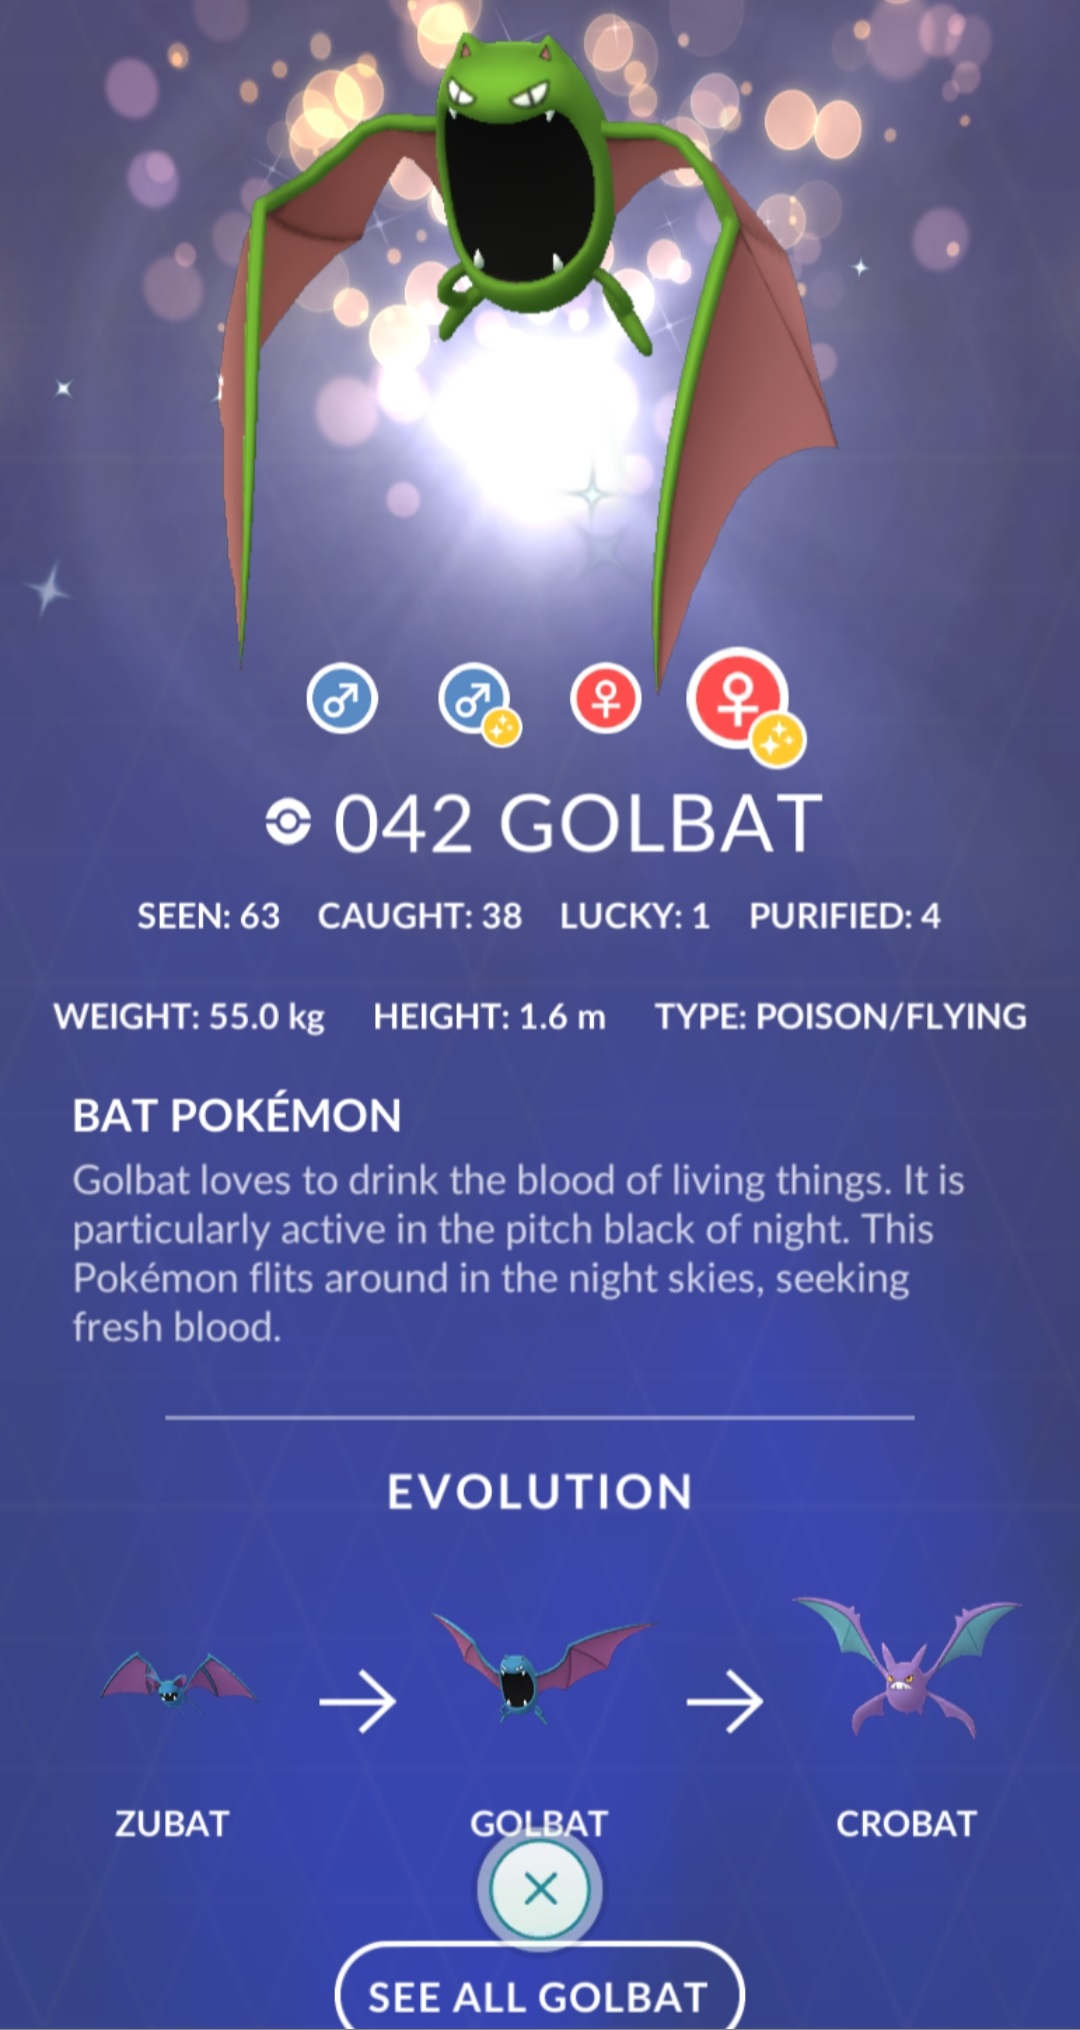 042 GOLBAT
SEEN: 63 CAUGHT: 38 LUCKY: 1 PURIFIED: 4
WEIGHT: 55.0 kg HEIGHT: 1.6 m TYPE: POISON/FLYING
BAT POKÉMON
Golbat loves to drink the blood of living things. It is
particularly active in the pitch black of night. This
Pokémon flits around in the night skies, seeking
fresh blood.
EVOLUTION
ZUBAT GOLBAT CROBAT
SEE ALL GOLBAT